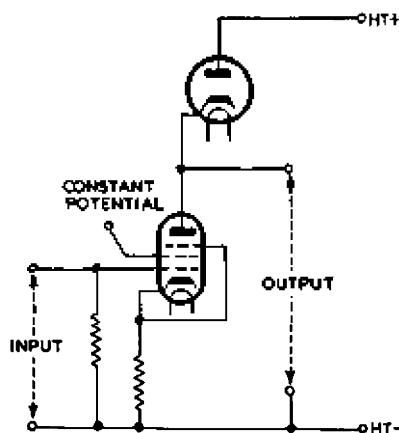 HT+
CONSTANT
POTENTIAL
OUTPUT
INPUT
HT-